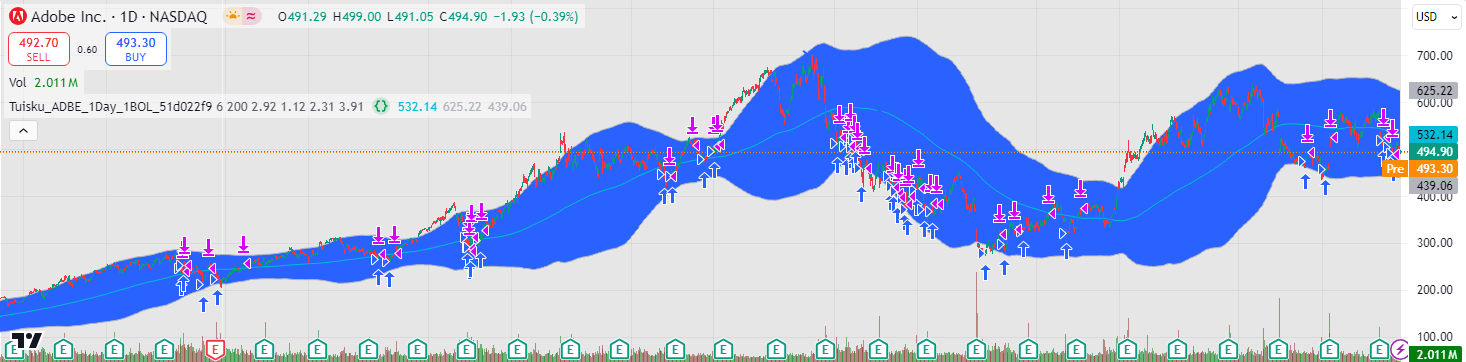 Adobe Inc. · 1D · NASDAQ O491.29 H499.00 L491.05 C494.90 −1.93 (−0.39%)
USD
492.70 SELL
0.60
493.30 BUY
Vol 2.011 M
Tuisku_ADBE_1Day_1BOL_51d022f9 6 200 2.92 1.12 2.31 3.91 {} 532.14 625.22 439.06
700.00
625.22
600.00
532.14
494.90
Pre 493.30
439.06
400.00
300.00
200.00
100.00
2.011 M
E E E E E E E E E E E E E E E E E E E E E E E E E E E E